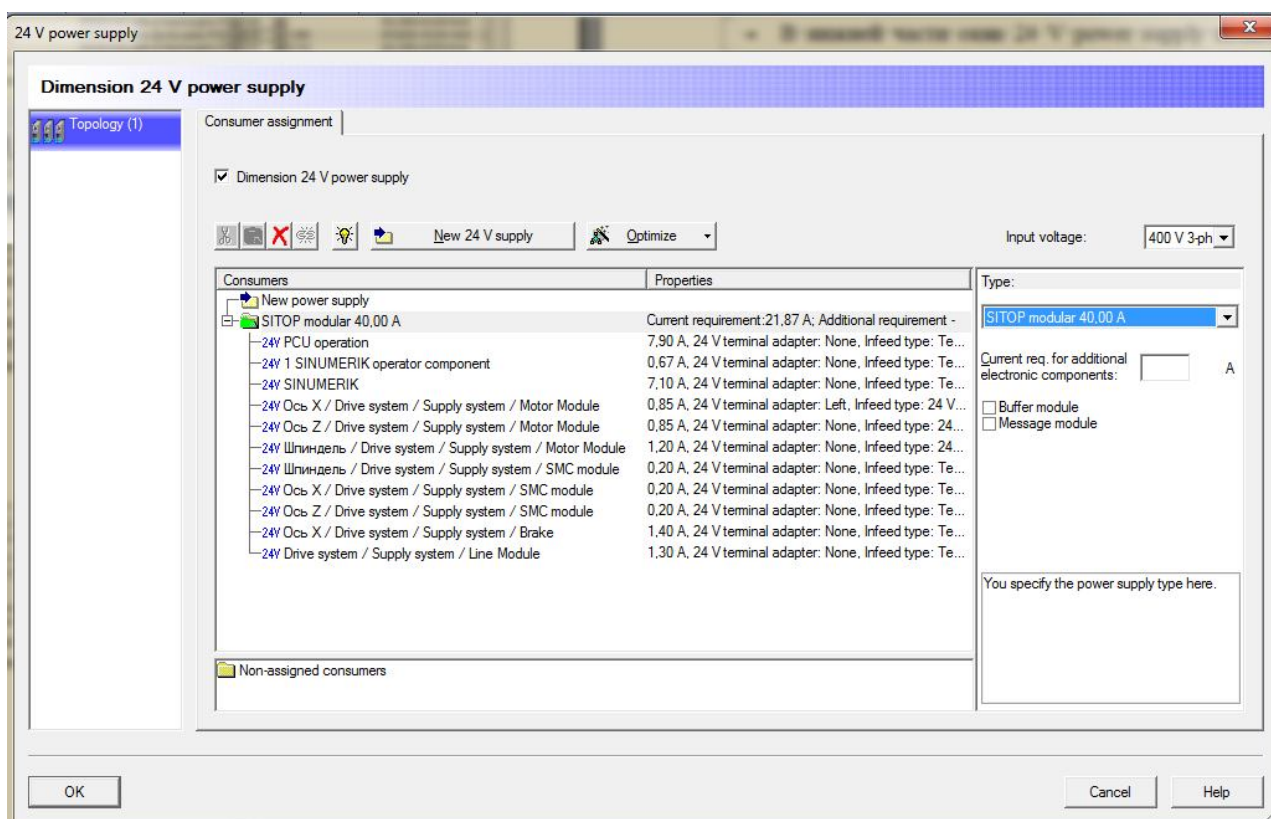 24 V power supply
В нижней части окна 24 V power supply
Dimension 24 V power supply
Topology (1)
Consumer assignment
Dimension 24 V power supply
New 24 V supply
Optimize
Input voltage:
400 V 3-ph
Consumers
Properties
Type:
New power supply
SITOP modular 40,00 A
Current requirement:21,87 A; Additional requirement -
SITOP modular 40,00 A
24V PCU operation
7,90 A, 24 V terminal adapter: None, Infeed type: Te...
24V 1 SINUMERIK operator component
0,67 A, 24 V terminal adapter: None, Infeed type: Te...
Current req. for additional
electronic components:
A
24V SINUMERIK
7,10 A, 24 V terminal adapter: None, Infeed type: Te...
24V Ось X / Drive system / Supply system / Motor Module
0,85 A, 24 V terminal adapter: Left, Infeed type: 24 V...
Buffer module
24V Ось Z / Drive system / Supply system / Motor Module
0,85 A, 24 V terminal adapter: None, Infeed type: 24...
Message module
24V Шпиндель / Drive system / Supply system / Motor Module
1,20 A, 24 V terminal adapter: None, Infeed type: 24...
24V Шпиндель / Drive system / Supply system / SMC module
0,20 A, 24 V terminal adapter: None, Infeed type: Te...
24V Ось X / Drive system / Supply system / SMC module
0,20 A, 24 V terminal adapter: None, Infeed type: Te...
24V Ось Z / Drive system / Supply system / SMC module
0,20 A, 24 V terminal adapter: None, Infeed type: Te...
24V Ось X / Drive system / Supply system / Brake
1,40 A, 24 V terminal adapter: None, Infeed type: Te...
24V Drive system / Supply system / Line Module
1,30 A, 24 V terminal adapter: None, Infeed type: Te...
You specify the power supply type here.
Non-assigned consumers
OK
Cancel
Help